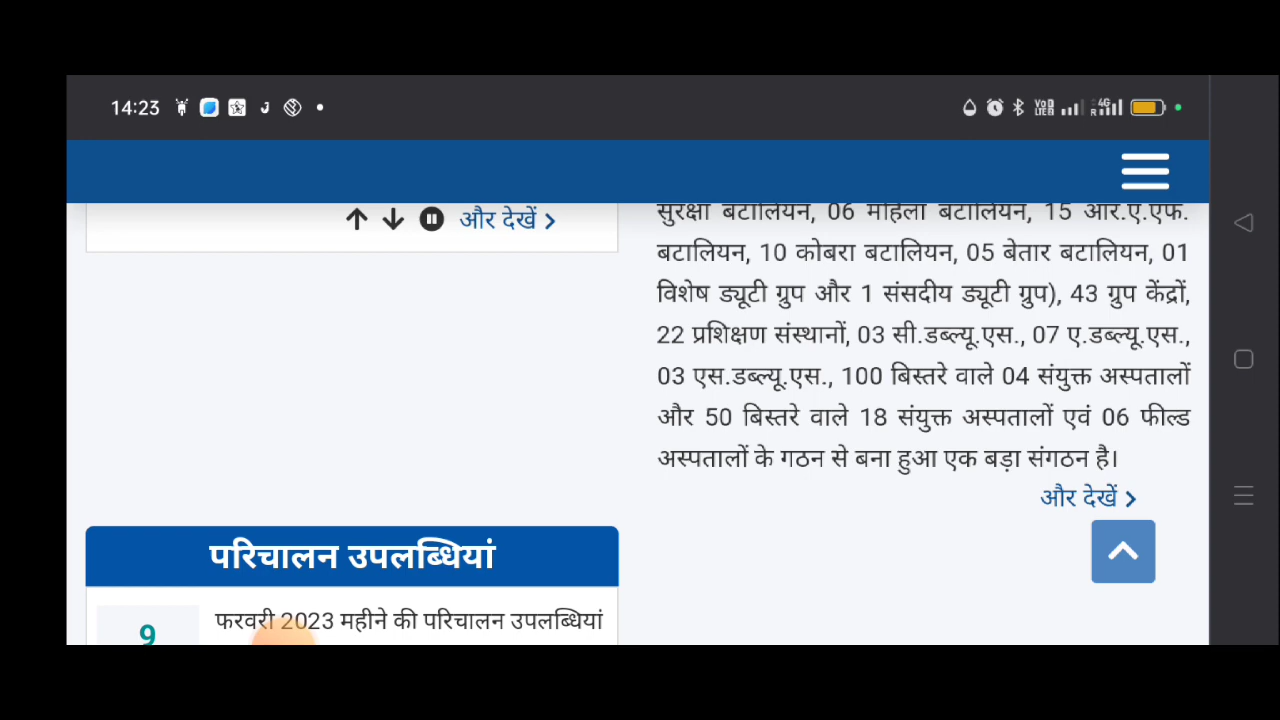 14:23
और देखें
सुरक्षा बटालियन, 06 महिला बटालियन, 15 आर.ए.एफ.
बटालियन, 10 कोबरा बटालियन, 05 बेतार बटालियन, 01
विशेष ड्यूटी ग्रुप और 1 संसदीय ड्यूटी ग्रुप), 43 ग्रुप केंद्रों,
22 प्रशिक्षण संस्थानों, 03 सी.डब्ल्यू.एस., 07 ए.डब्ल्यू.एस.,
03 एस.डब्ल्यू.एस., 100 बिस्तरे वाले 04 संयुक्त अस्पतालों
और 50 बिस्तरे वाले 18 संयुक्त अस्पतालों एवं 06 फील्ड
अस्पतालों के गठन से बना हुआ एक बड़ा संगठन है।
और देखें
परिचालन उपलब्धियां
9
फरवरी 2023 महीने की परिचालन उपलब्धियां